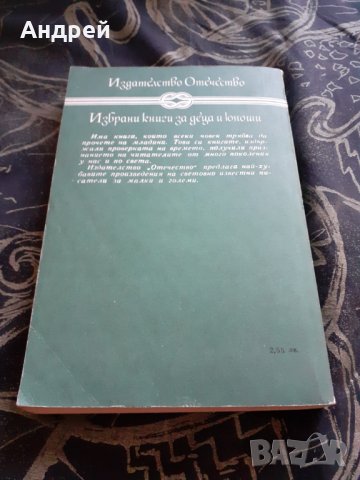 Андрей
Издателство Отечество
Избрани книги за деца и юноши
Има книги, които всеки човек трябва да
прочете на младини. Това са книгите, издър-
жали проверката на времето, получили приз-
нанието на читателите от много поколения
у нас и по света.
Издателство „Отечество" предлага най-ху-
бавите произведения на световно известни пи-
сатели за малки и големи.
2,55 лв.
BAZAR